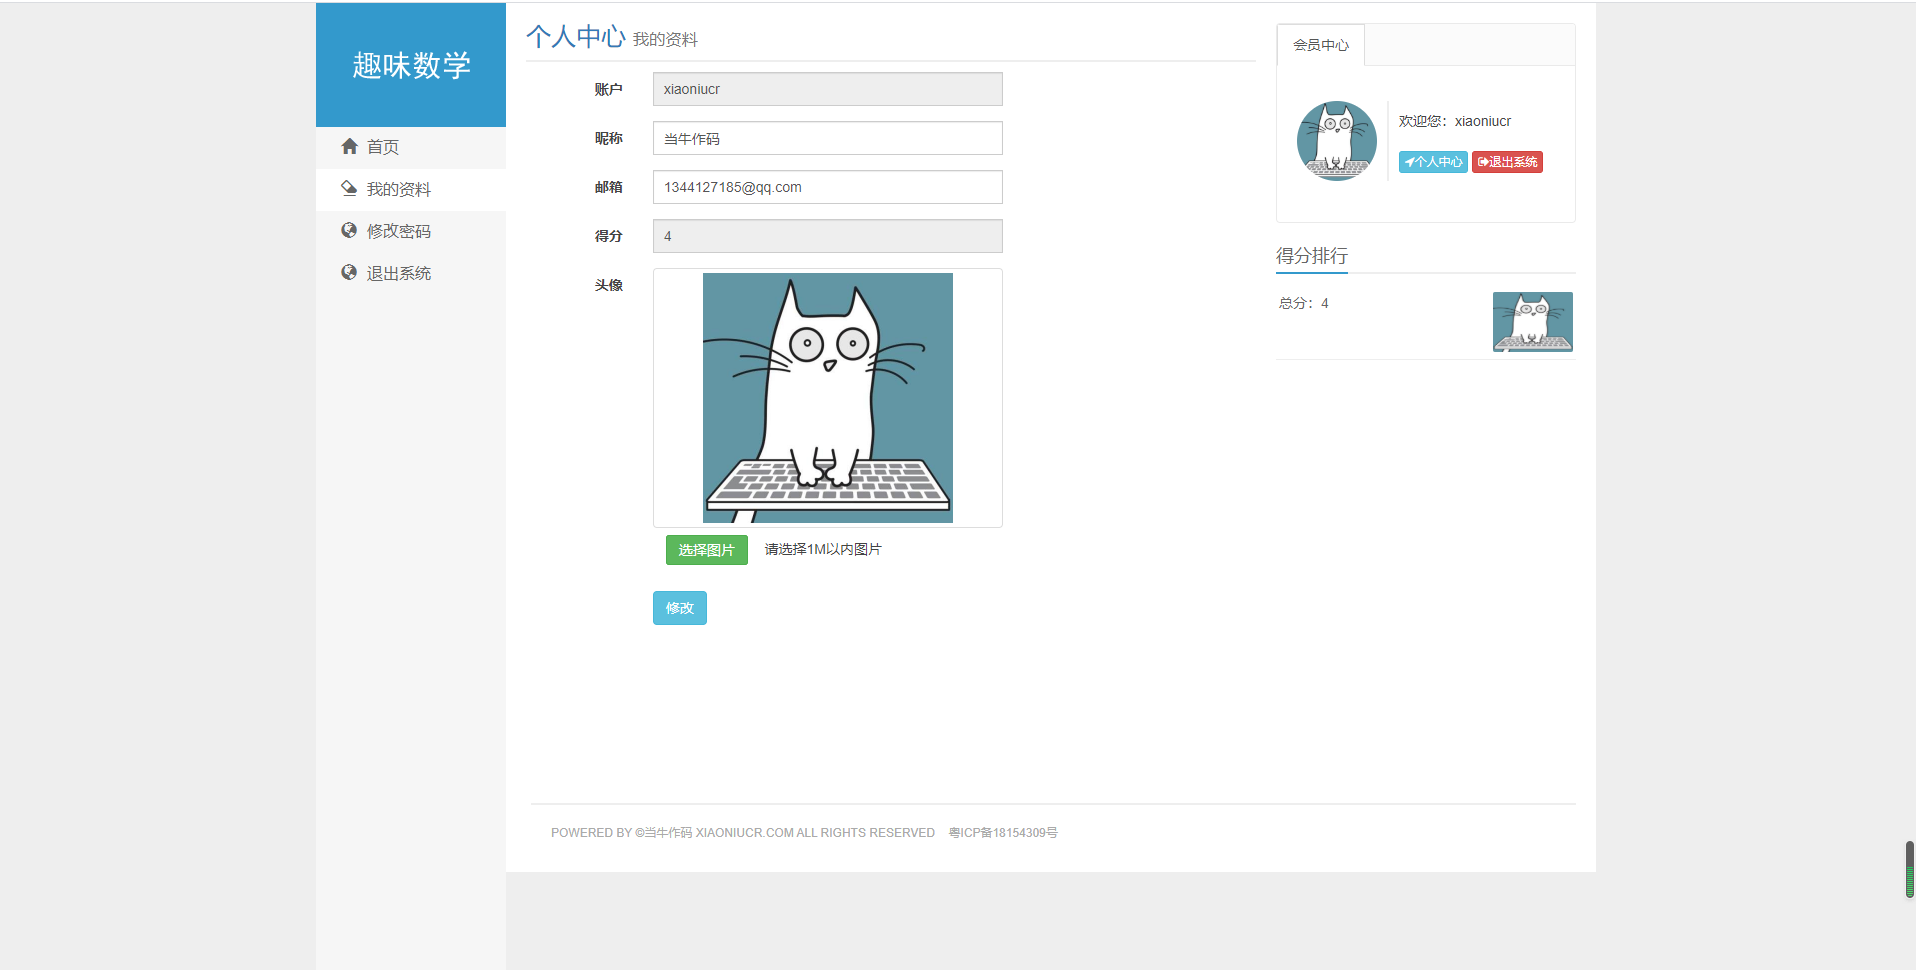 趣味数学
首页
我的资料
修改密码
退出系统
个人中心 我的资料
账户 xiaoniucr
昵称 当牛作码
邮箱 1344127185@qq.com
得分 4
头像
选择图片 请选择1M以内图片
修改
会员中心
欢迎您：xiaoniucr
个人中心 退出系统
得分排行
总分：4
POWERED BY ©当牛作码 XIAONIUCR.COM ALL RIGHTS RESERVED 粤ICP备18154309号